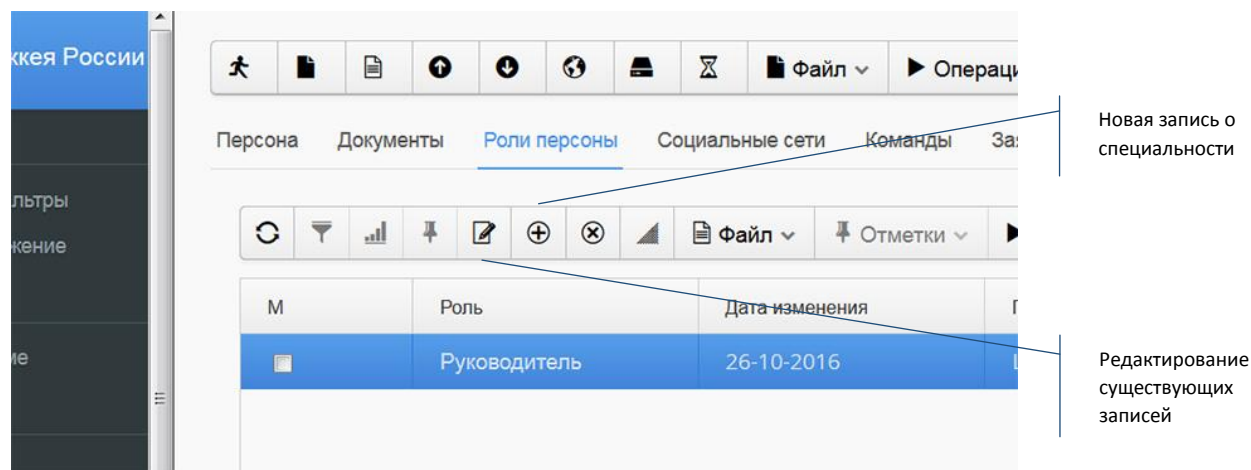 ккея России
Файл
Операци
Новая запись о
специальности
Персона Документы Роли персоны Социальные сети Команды Зая
льтры
жение
Файл Отметки
М Роль Дата изменения
Руководитель 26-10-2016
ие
Редактирование
существующих
записей